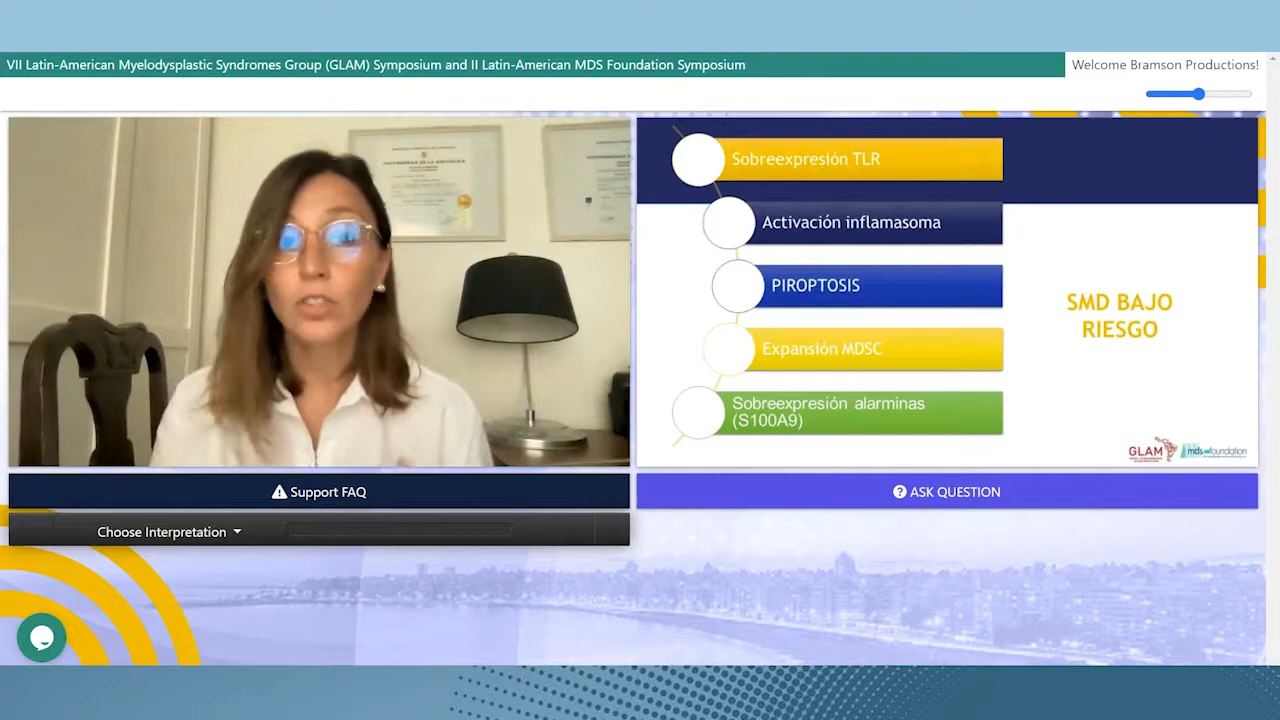 VII Latin-American Myelodysplastic Syndromes Group (GLAM) Symposium and II Latin-American MDS Foundation Symposium
Welcome Bramson Productions!
Sobreexpresión TLR
Activación inflamasoma
PIROPTOSIS
Expansión MDSC
Sobreexpresión alarminas
(S100A9)
SMD BAJO
RIESGO
GLAM
mds foundation
Support FAQ
ASK QUESTION
Choose Interpretation